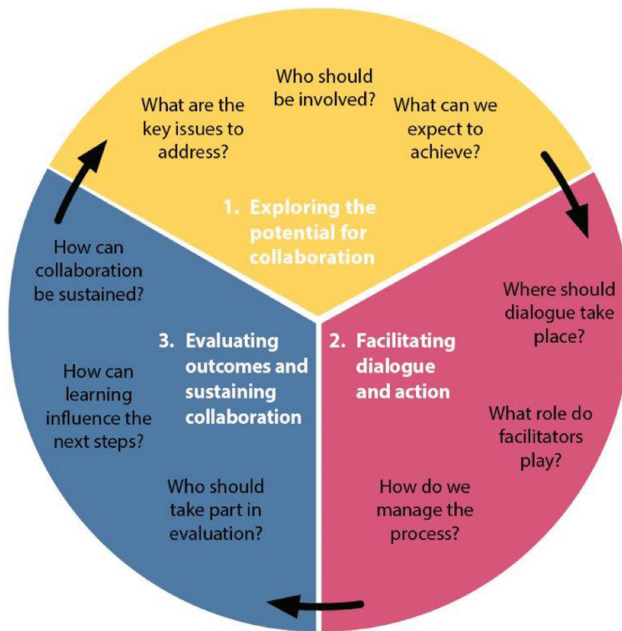 What are the
key issues to
address?
Who should
be involved?
What can we
expect to
achieve?
1. Exploring the
potential for
collaboration
Where should
dialogue take
place?
What role do
facilitators
play?
How do we
manage the
process?
2. Facilitating
dialogue
and action
Who should
take part in
evaluation?
How can
learning
influence the
next steps?
How can
collaboration
be sustained?
3. Evaluating
outcomes and
sustaining
collaboration